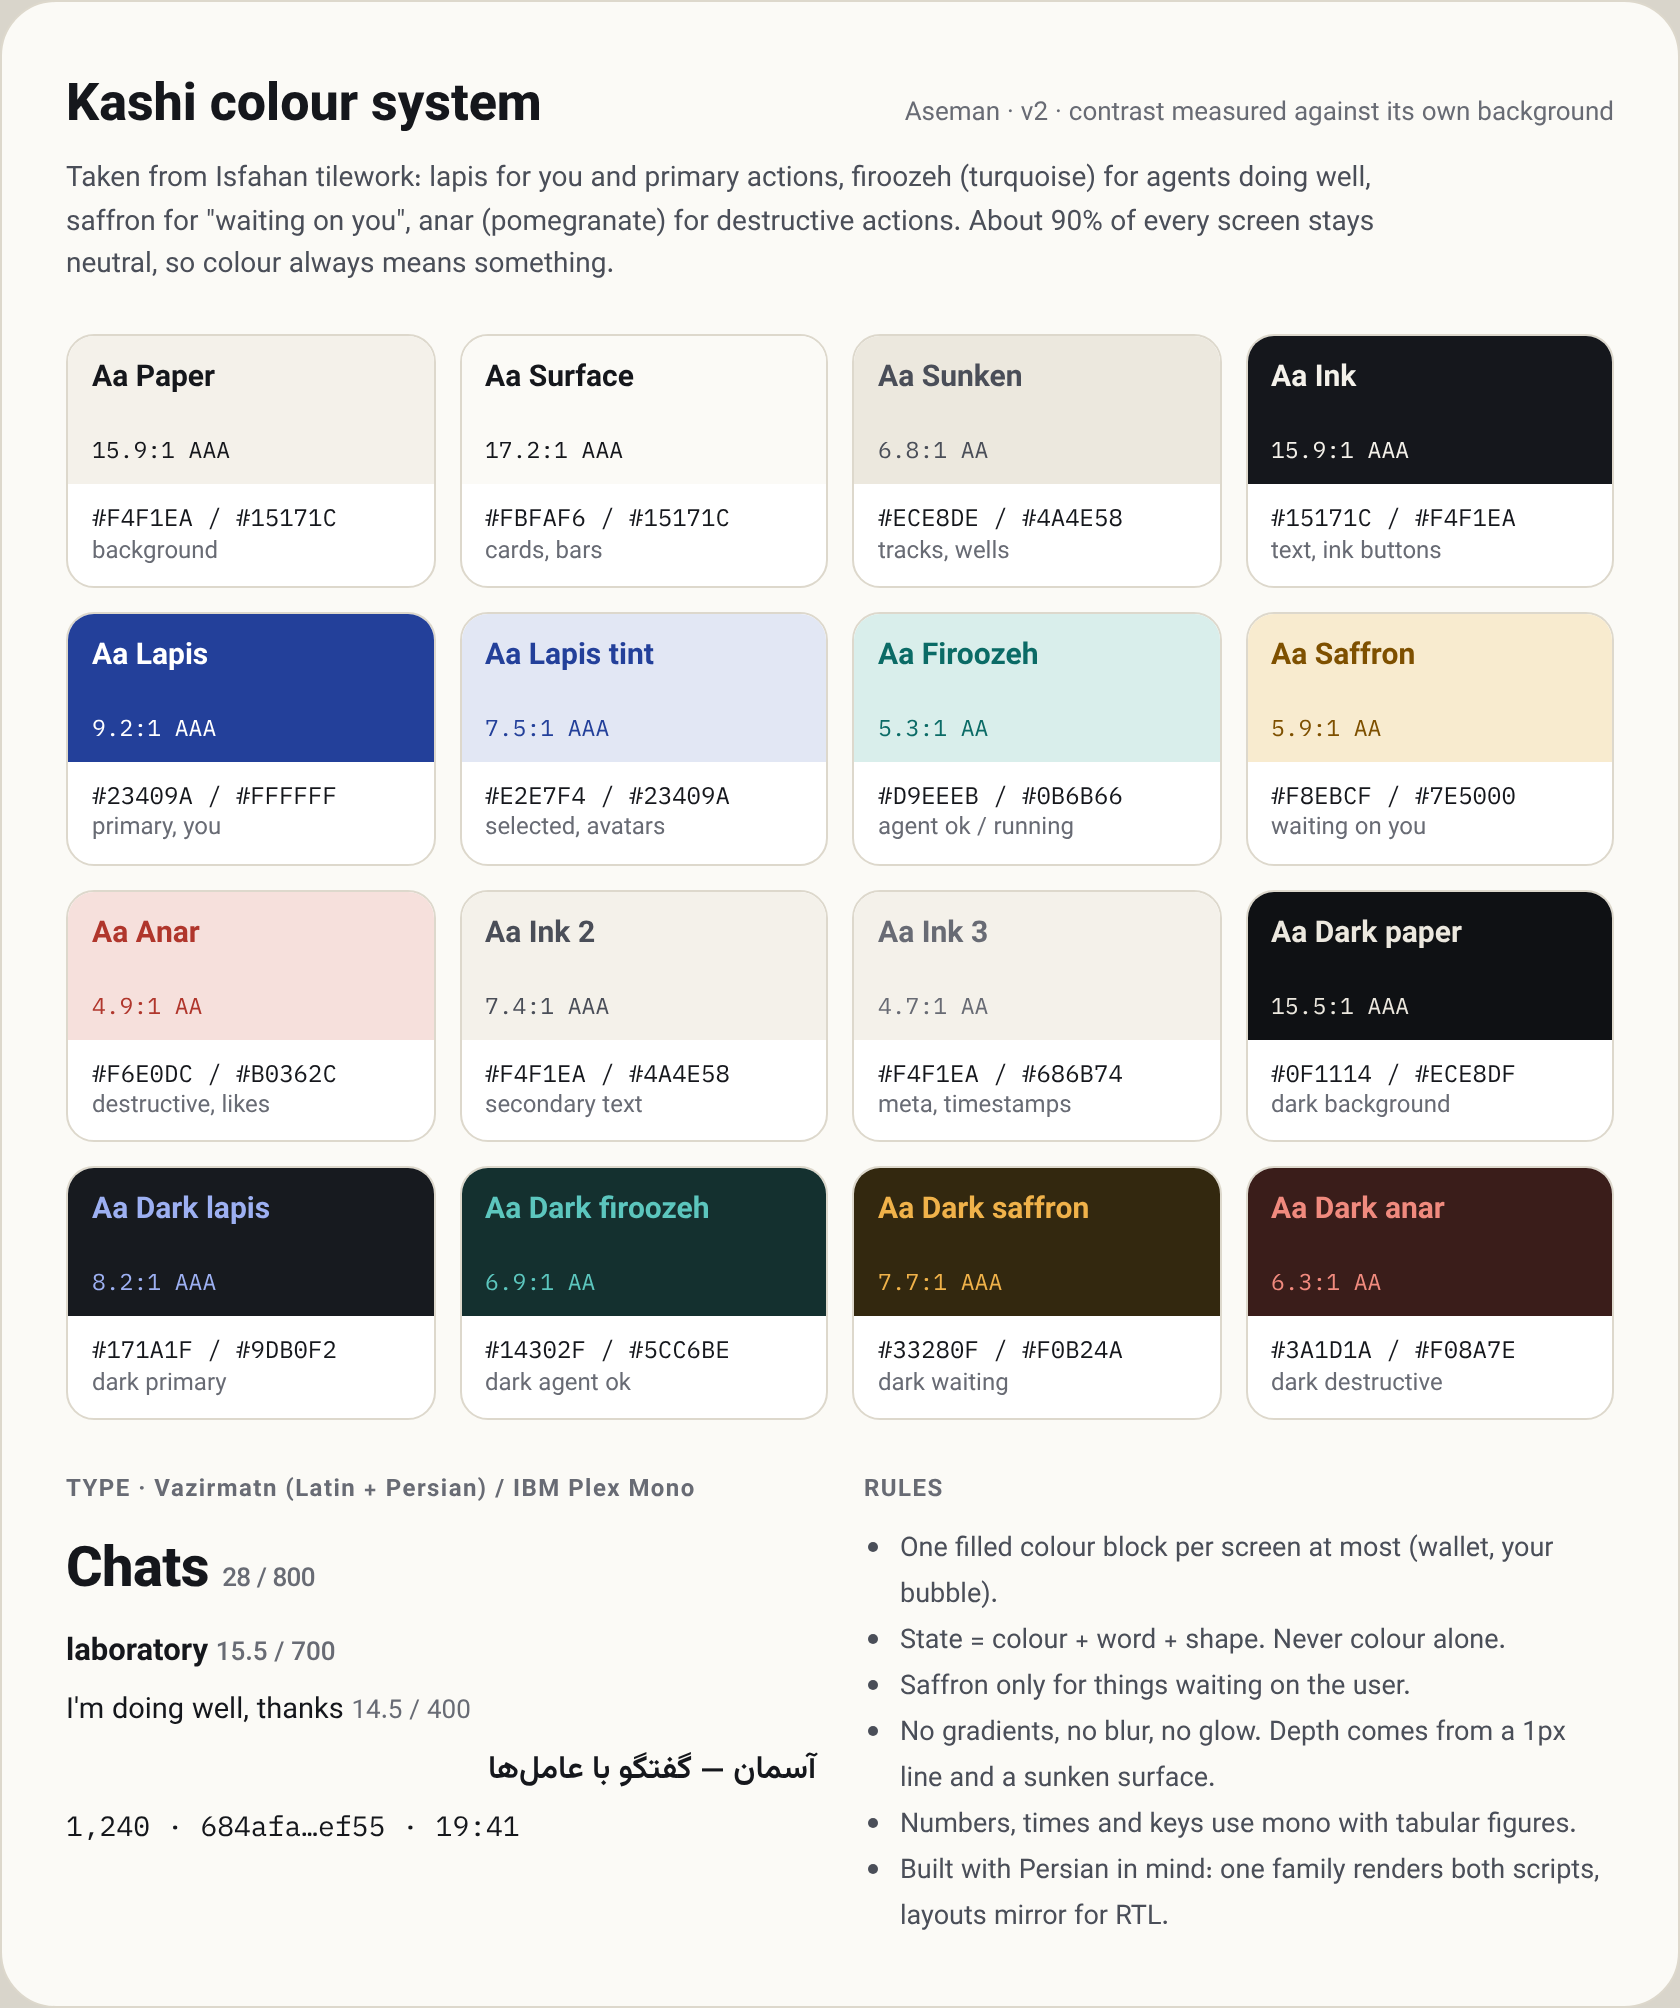 Kashi colour system
Aseman · v2 · contrast measured against its own background
Taken from Isfahan tilework: lapis for you and primary actions, firoozeh (turquoise) for agents doing well,
saffron for "waiting on you", anar (pomegranate) for destructive actions. About 90% of every screen stays
neutral, so colour always means something.
Aa Paper
15.9:1 AAA
#F4F1EA / #15171C
background
Aa Surface
17.2:1 AAA
#FBFAF6 / #15171C
cards, bars
Aa Sunken
6.8:1 AA
#ECE8DE / #4A4E58
tracks, wells
Aa Ink
15.9:1 AAA
#15171C / #F4F1EA
text, ink buttons
Aa Lapis
9.2:1 AAA
#23409A / #FFFFFF
primary, you
Aa Lapis tint
7.5:1 AAA
#E2E7F4 / #23409A
selected, avatars
Aa Firoozeh
5.3:1 AA
#D9EEEB / #0B6B66
agent ok / running
Aa Saffron
5.9:1 AA
#F8EBCF / #7E5000
waiting on you
Aa Anar
4.9:1 AA
#F6E0DC / #B0362C
destructive, likes
Aa Ink 2
7.4:1 AAA
#F4F1EA / #4A4E58
secondary text
Aa Ink 3
4.7:1 AA
#F4F1EA / #686B74
meta, timestamps
Aa Dark paper
15.5:1 AAA
#0F1114 / #ECE8DF
dark background
Aa Dark lapis
8.2:1 AAA
#171A1F / #9DB0F2
dark primary
Aa Dark firoozeh
6.9:1 AA
#14302F / #5CC6BE
dark agent ok
Aa Dark saffron
7.7:1 AAA
#33280F / #F0B24A
dark waiting
Aa Dark anar
6.3:1 AA
#3A1D1A / #F08A7E
dark destructive
TYPE · Vazirmatn (Latin + Persian) / IBM Plex Mono
Chats 28 / 800
laboratory 15.5 / 700
I'm doing well, thanks 14.5 / 400
آسمان — گفتگو با عامل‌ها
1,240 · 684afa…ef55 · 19:41
RULES
• One filled colour block per screen at most (wallet, your
bubble).
• State = colour + word + shape. Never colour alone.
• Saffron only for things waiting on the user.
• No gradients, no blur, no glow. Depth comes from a 1px
line and a sunken surface.
• Numbers, times and keys use mono with tabular figures.
• Built with Persian in mind: one family renders both scripts,
layouts mirror for RTL.